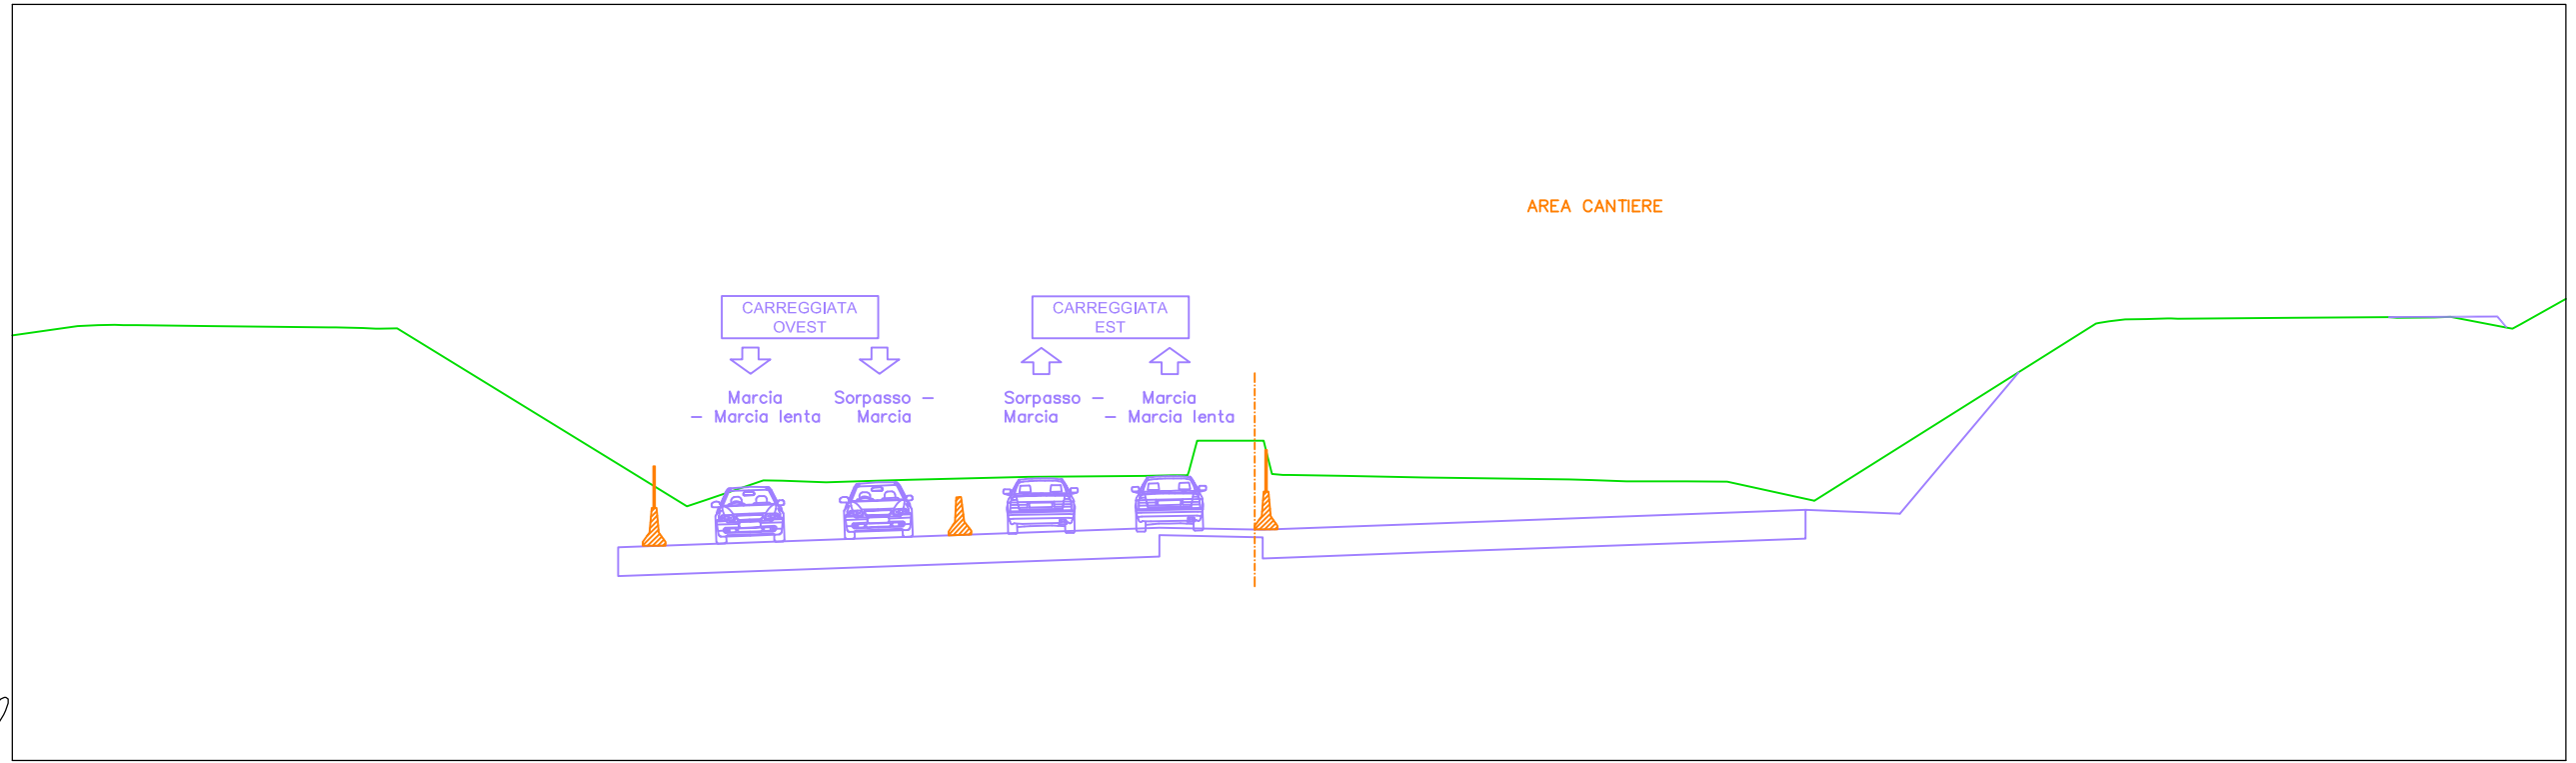 AREA CANTIERE
CARREGGIATA
OVEST
CARREGGIATA
EST
Marcia
– Marcia lenta
Sorpasso –
Marcia
Sorpasso –
Marcia
Marcia
– Marcia lenta